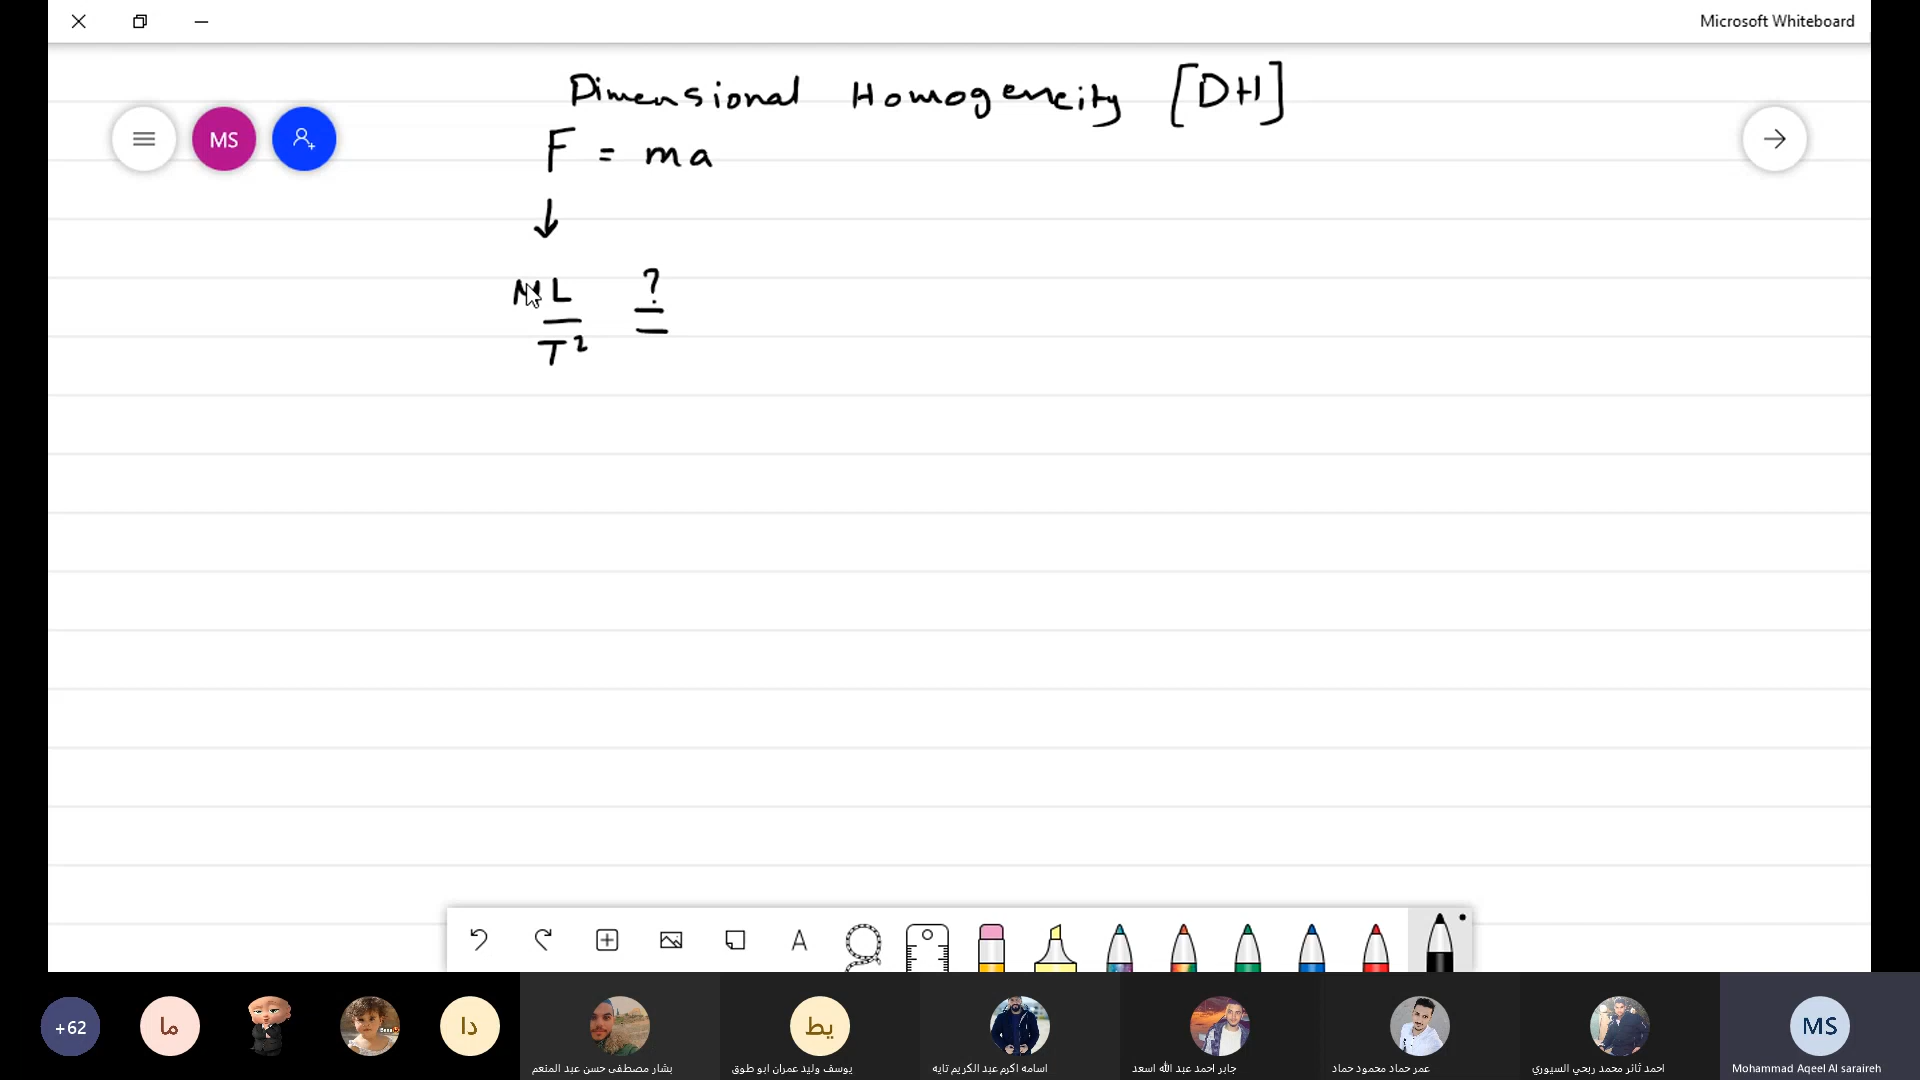 Microsoft Whiteboard
Dimensional Homogeneity [DH]
MS
F = ma
↓
ML/T² ≟
A
+62
ما
دا
بشار مصطفى حسن عبد المنعم
يط
يوسف وليد عمران ابو طوق
اسامه اكرم عبد الكريم تايه
جابر احمد عبد الله اسعد
عمر حماد محمود حماد
احمد ثائر محمد ربحي السيوري
MS
Mohammad Aqeel Al saraireh